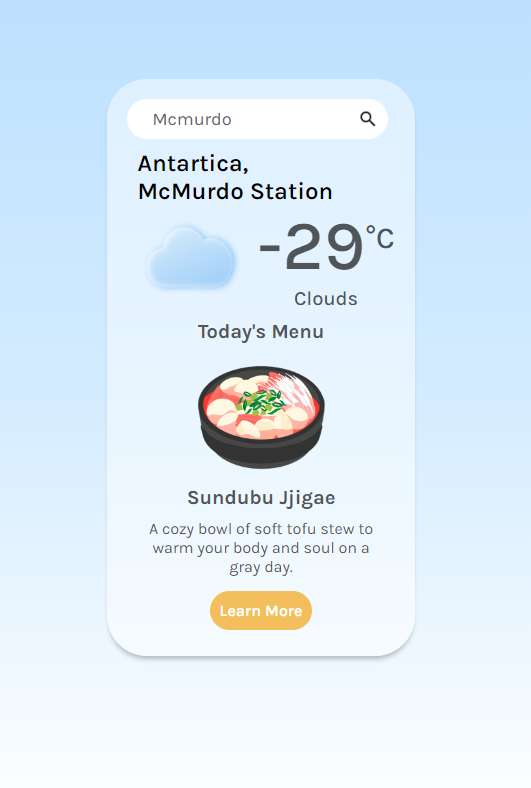 Mcmurdo
Antartica,
McMurdo Station
-29°C
Clouds
Today's Menu
Sundubu Jjigae
A cozy bowl of soft tofu stew to
warm your body and soul on a
gray day.
Learn More